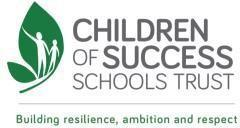 CHILDREN
OF SUCCESS
SCHOOLS TRUST
Building resilience, ambition and respect